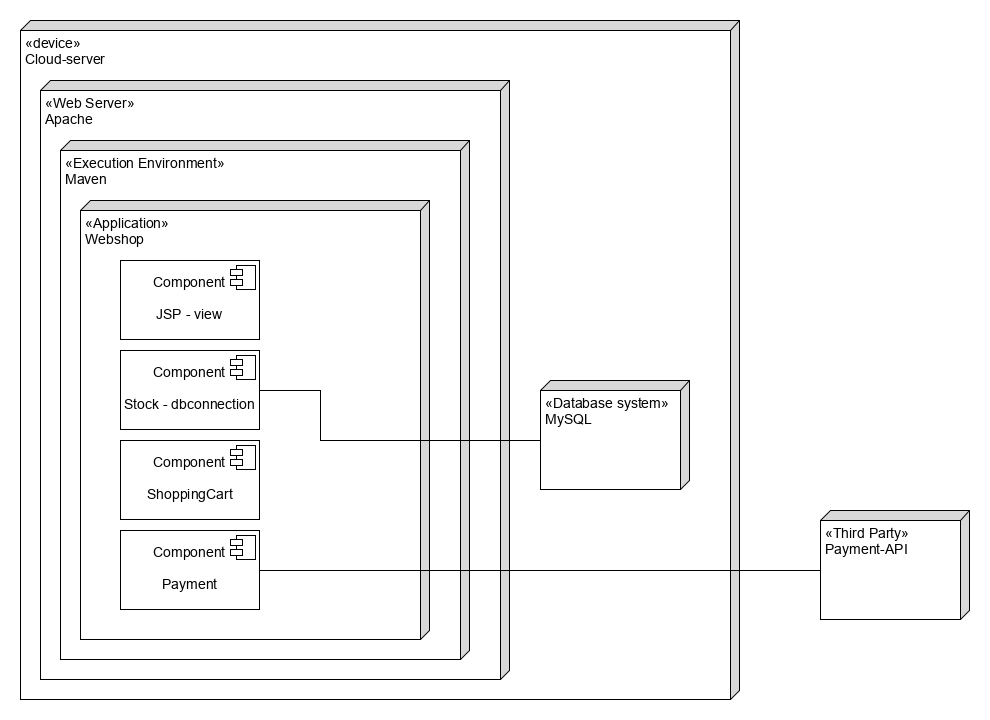 «device»
Cloud-server
«Web Server»
Apache
«Execution Environment»
Maven
«Application»
Webshop
Component
JSP - view
Component
Stock - dbconnection
Component
ShoppingCart
Component
Payment
«Database system»
MySQL
«Third Party»
Payment-API